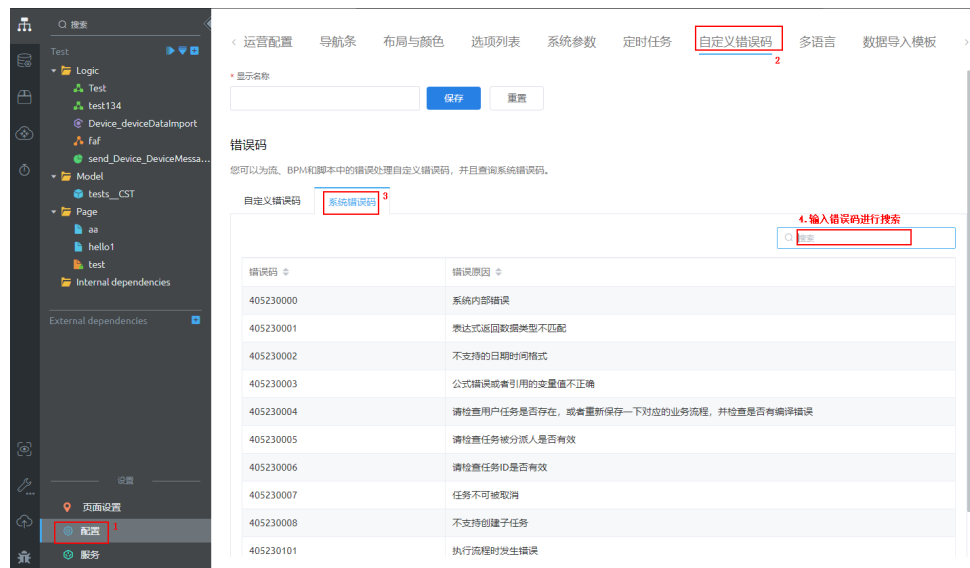 搜索
Test
Logic
Test
test134
Device_deviceDataImport
faf
send_Device_DeviceMessa...
Model
tests__CST
Page
aa
hello1
test
Internal dependencies
External dependencies
设置
页面设置
配置
1
服务
运营配置 导航条 布局与颜色 选项列表 系统参数 定时任务 自定义错误码 多语言 数据导入模板
2
* 显示名称
保存 重置
错误码
您可以为流、BPM和脚本中的错误处理自定义错误码，并且查询系统错误码。
自定义错误码 系统错误码 3
4. 输入错误码进行搜索
搜索
错误码 错误原因
405230000 系统内部错误
405230001 表达式返回数据类型不匹配
405230002 不支持的日期时间格式
405230003 公式错误或者引用的变量值不正确
405230004 请检查用户任务是否存在，或者重新保存一下对应的业务流程，并检查是否有编译错误
405230005 请检查任务被分派人是否有效
405230006 请检查任务ID是否有效
405230007 任务不可被取消
405230008 不支持创建子任务
405230101 执行流程时发生错误